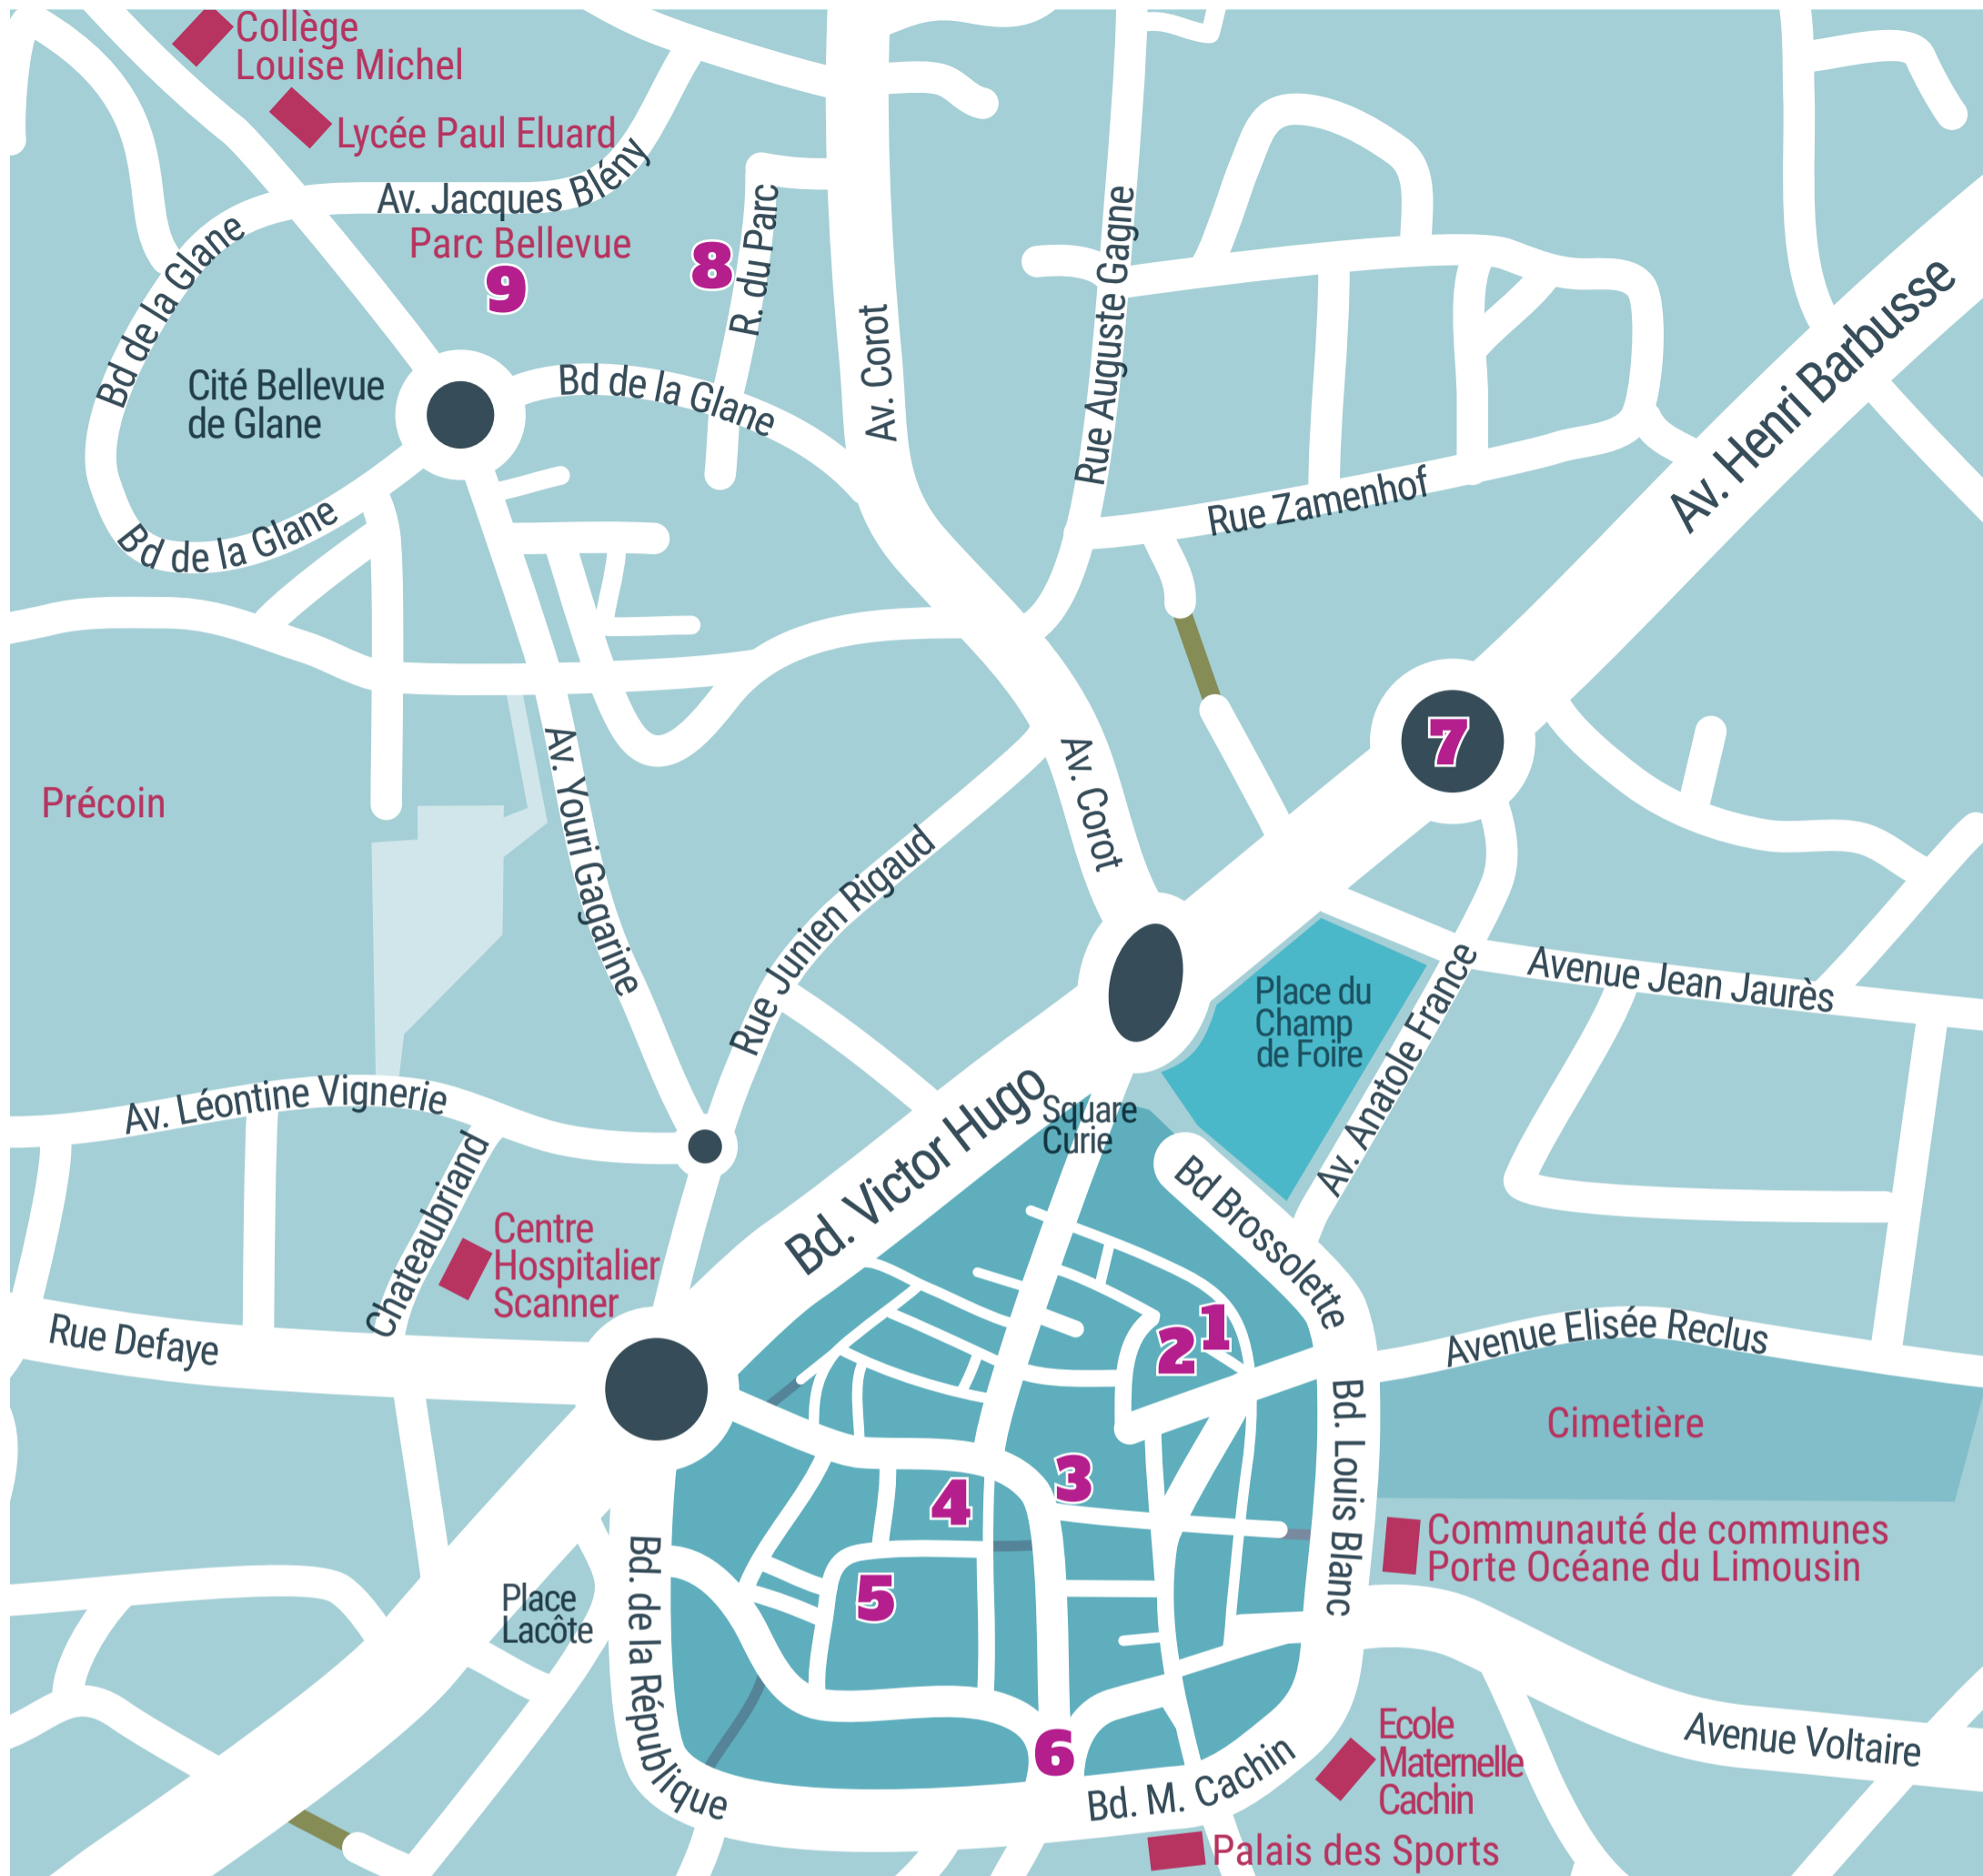 Collège
Louise Michel
Lycée Paul Eluard
Av. Jacques Blény
Parc Bellevue
9
8
R. du Parc
Av. Corot
Rue Auguste Gagne
Bd de la Glane
Cité Bellevue
de Glane
Bd de la Glane
Bd de la Glane
Rue Zamenhof
Av. Henri Barbusse
7
Précoin
Av. Youri Gagarine
Av. Corot
Rue Junien Rigaud
Place du
Champ
de Foire
Avenue Jean Jaurès
Av. Anatole France
Av. Léontine Vignerie
Chateaubriand
Bd. Victor Hugo
Square
Curie
Bd Brossolette
Centre
Hospitalier
Scanner
Rue Defaye
1
2
Avenue Elisée Reclus
Cimetière
Bd. Louis Blanc
3
4
5
6
Communauté de communes
Porte Océane du Limousin
Place
Lacôte
Bd. de la République
Bd. M. Cachin
Ecole
Maternelle
Cachin
Avenue Voltaire
Palais des Sports